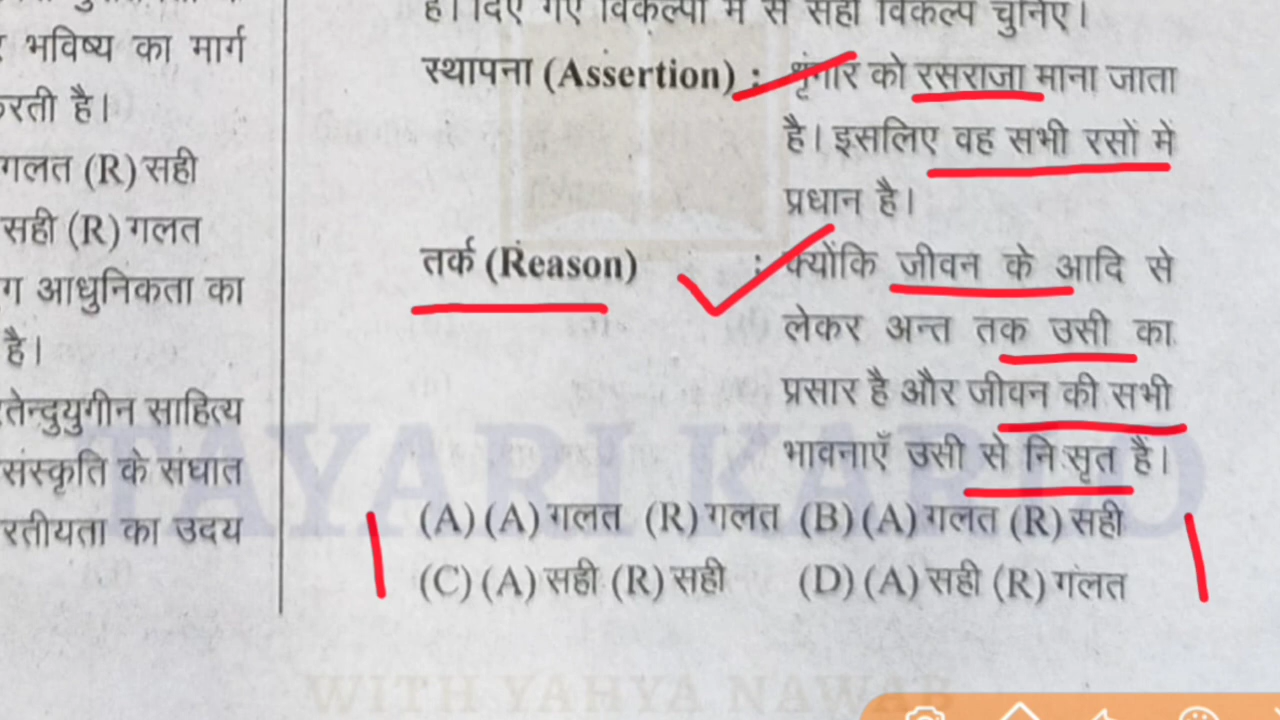 भविष्य का मार्ग
करती है।
गलत (R) सही
सही (R) गलत
ग आधुनिकता का
है।
तेन्दुयुगीन साहित्य
संस्कृति के संघात
रतीयता का उदय
है। दिए गए विकल्पों में से सही विकल्प चुनिए।
स्थापना (Assertion) : शृंगार को रसराजा माना जाता
है। इसलिए वह सभी रसों में
प्रधान है।
तर्क (Reason) : क्योंकि जीवन के आदि से
लेकर अन्त तक उसी का
प्रसार है और जीवन की सभी
भावनाएँ उसी से निःसृत हैं।
(A) (A) गलत (R) गलत (B) (A) गलत (R) सही
(C) (A) सही (R) सही (D) (A) सही (R) गलत
TAYARI KARLO
WITH YAHYA NAWAB